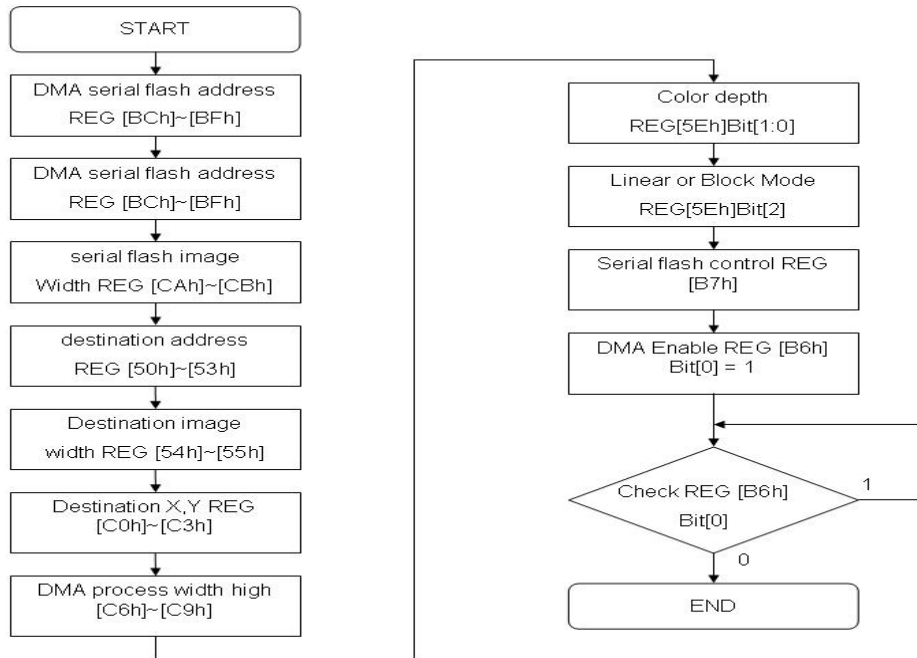 START
DMA serial flash address
REG [BCh]~[BFh]
DMA serial flash address
REG [BCh]~[BFh]
serial flash image
Width REG [CAh]~[CBh]
destination address
REG [50h]~[53h]
Destination image
width REG [54h]~[55h]
Destination X,Y REG
[C0h]~[C3h]
DMA process width high
[C6h]~[C9h]
Color depth
REG[5Eh]Bit[1:0]
Linear or Block Mode
REG[5Eh]Bit[2]
Serial flash control REG
[B7h]
DMA Enable REG [B6h]
Bit[0] = 1
Check REG [B6h]
Bit[0]
1
0
END